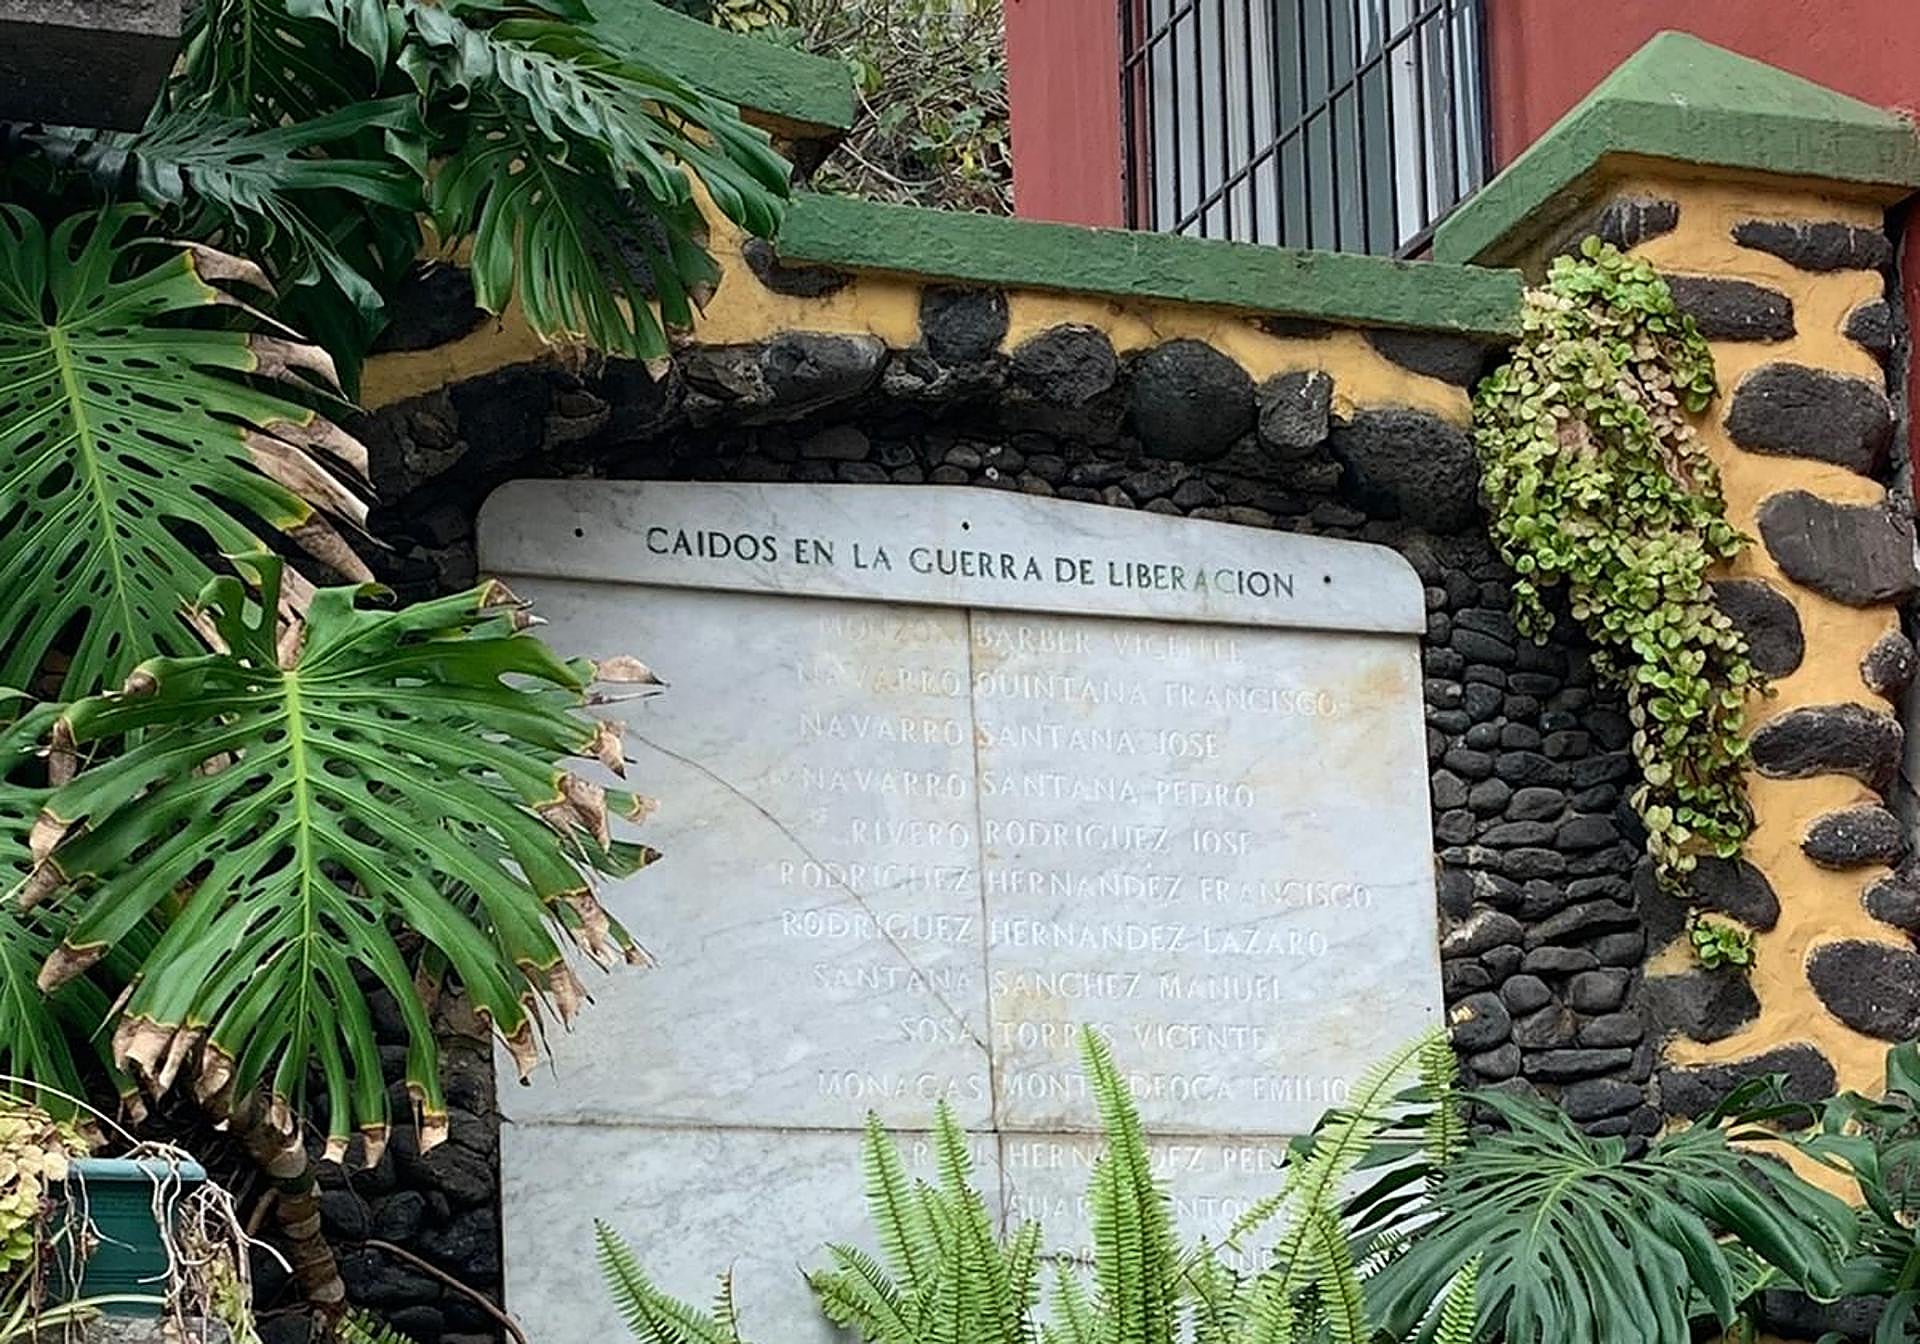 CAIDOS EN LA GUERRA DE LIBERACION
MONZON BARBER VICENTE
NAVARRO QUINTANA FRANCISCO
NAVARRO SANTANA JOSE
NAVARRO SANTANA PEDRO
RIVERO RODRIGUEZ JOSE
RODRIGUEZ HERNANDEZ FRANCISCO
RODRIGUEZ HERNANDEZ LAZARO
SANTANA SANCHEZ MANUEL
SOSA TORRES VICENTE
MONAGAS EMILIO
HERNANDEZ